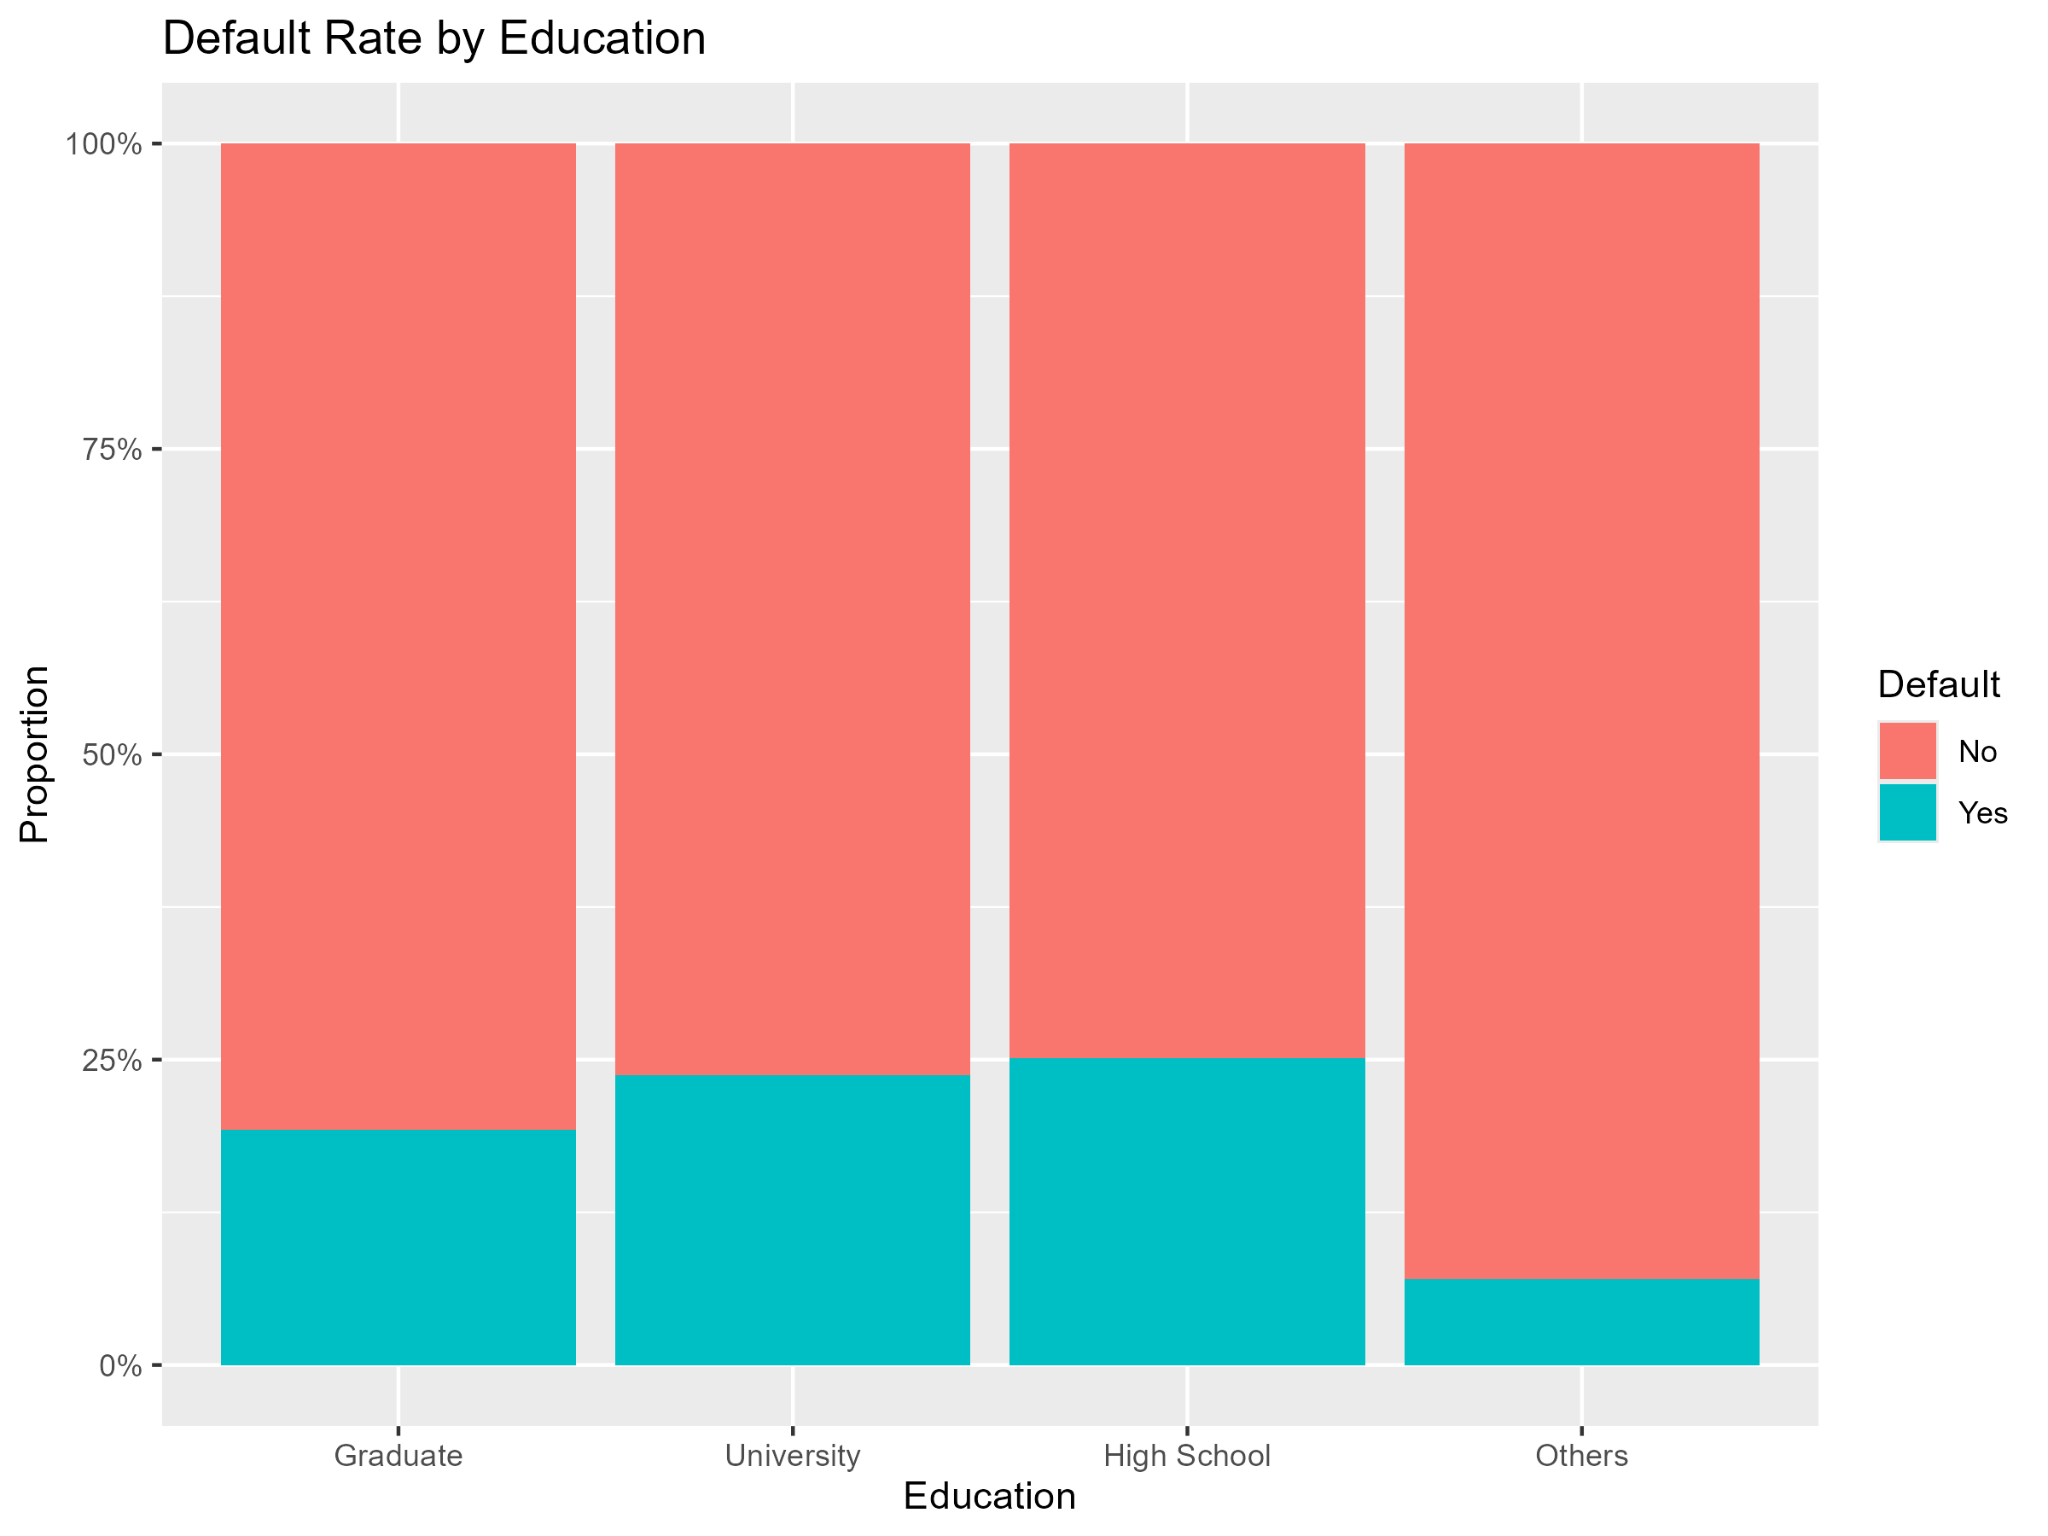 Default Rate by Education
100%
75%
50%
25%
0%
Proportion
Graduate
University
High School
Others
Education
Default
No
Yes